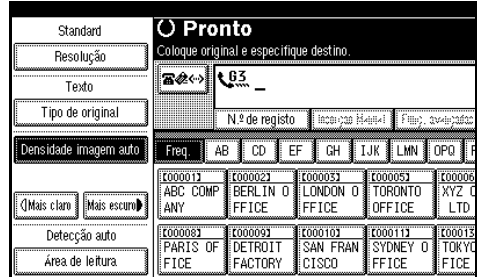 Standard
Resolução
Texto
Tipo de original
Densidade imagem auto
Mais claro Mais escuro
Detecção auto
Área de leitura
Pronto
Coloque original e especifique destino.
G3
N.º de registo
Freq. AB CD EF GH IJK LMN OPQ
[00001] [00002] [00003] [00005] [00006
ABC COMP BERLIN O LONDON O TORONTO XYZ C
ANY FFICE FFICE OFFICE LTD
[00008] [00009] [00010] [00011] [00013
PARIS OF DETROIT SAN FRAN SYDNEY O TOKYO
FICE FACTORY CISCO FFICE FICE